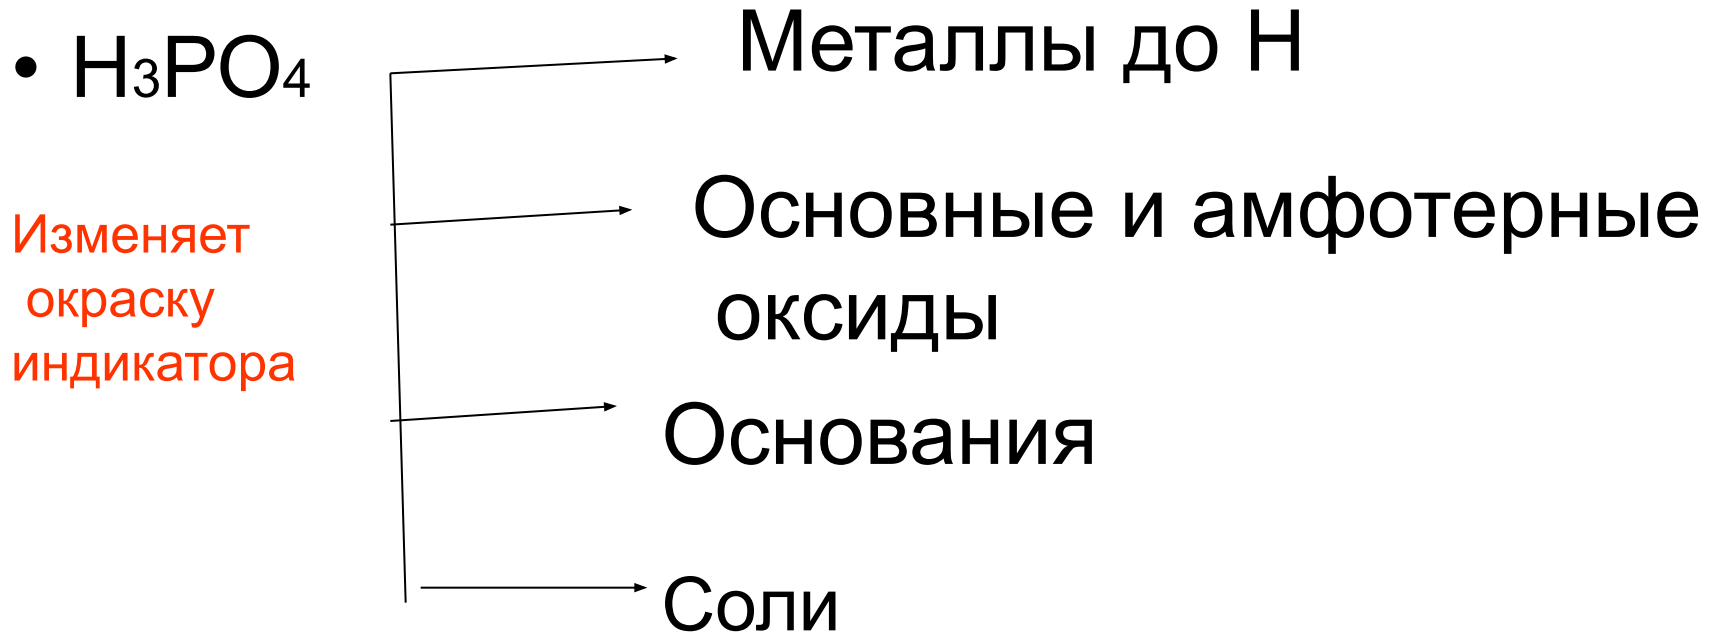 • H3PO4
Металлы до Н
Изменяет
окраску
индикатора
Основные и амфотерные
оксиды
Основания
Соли